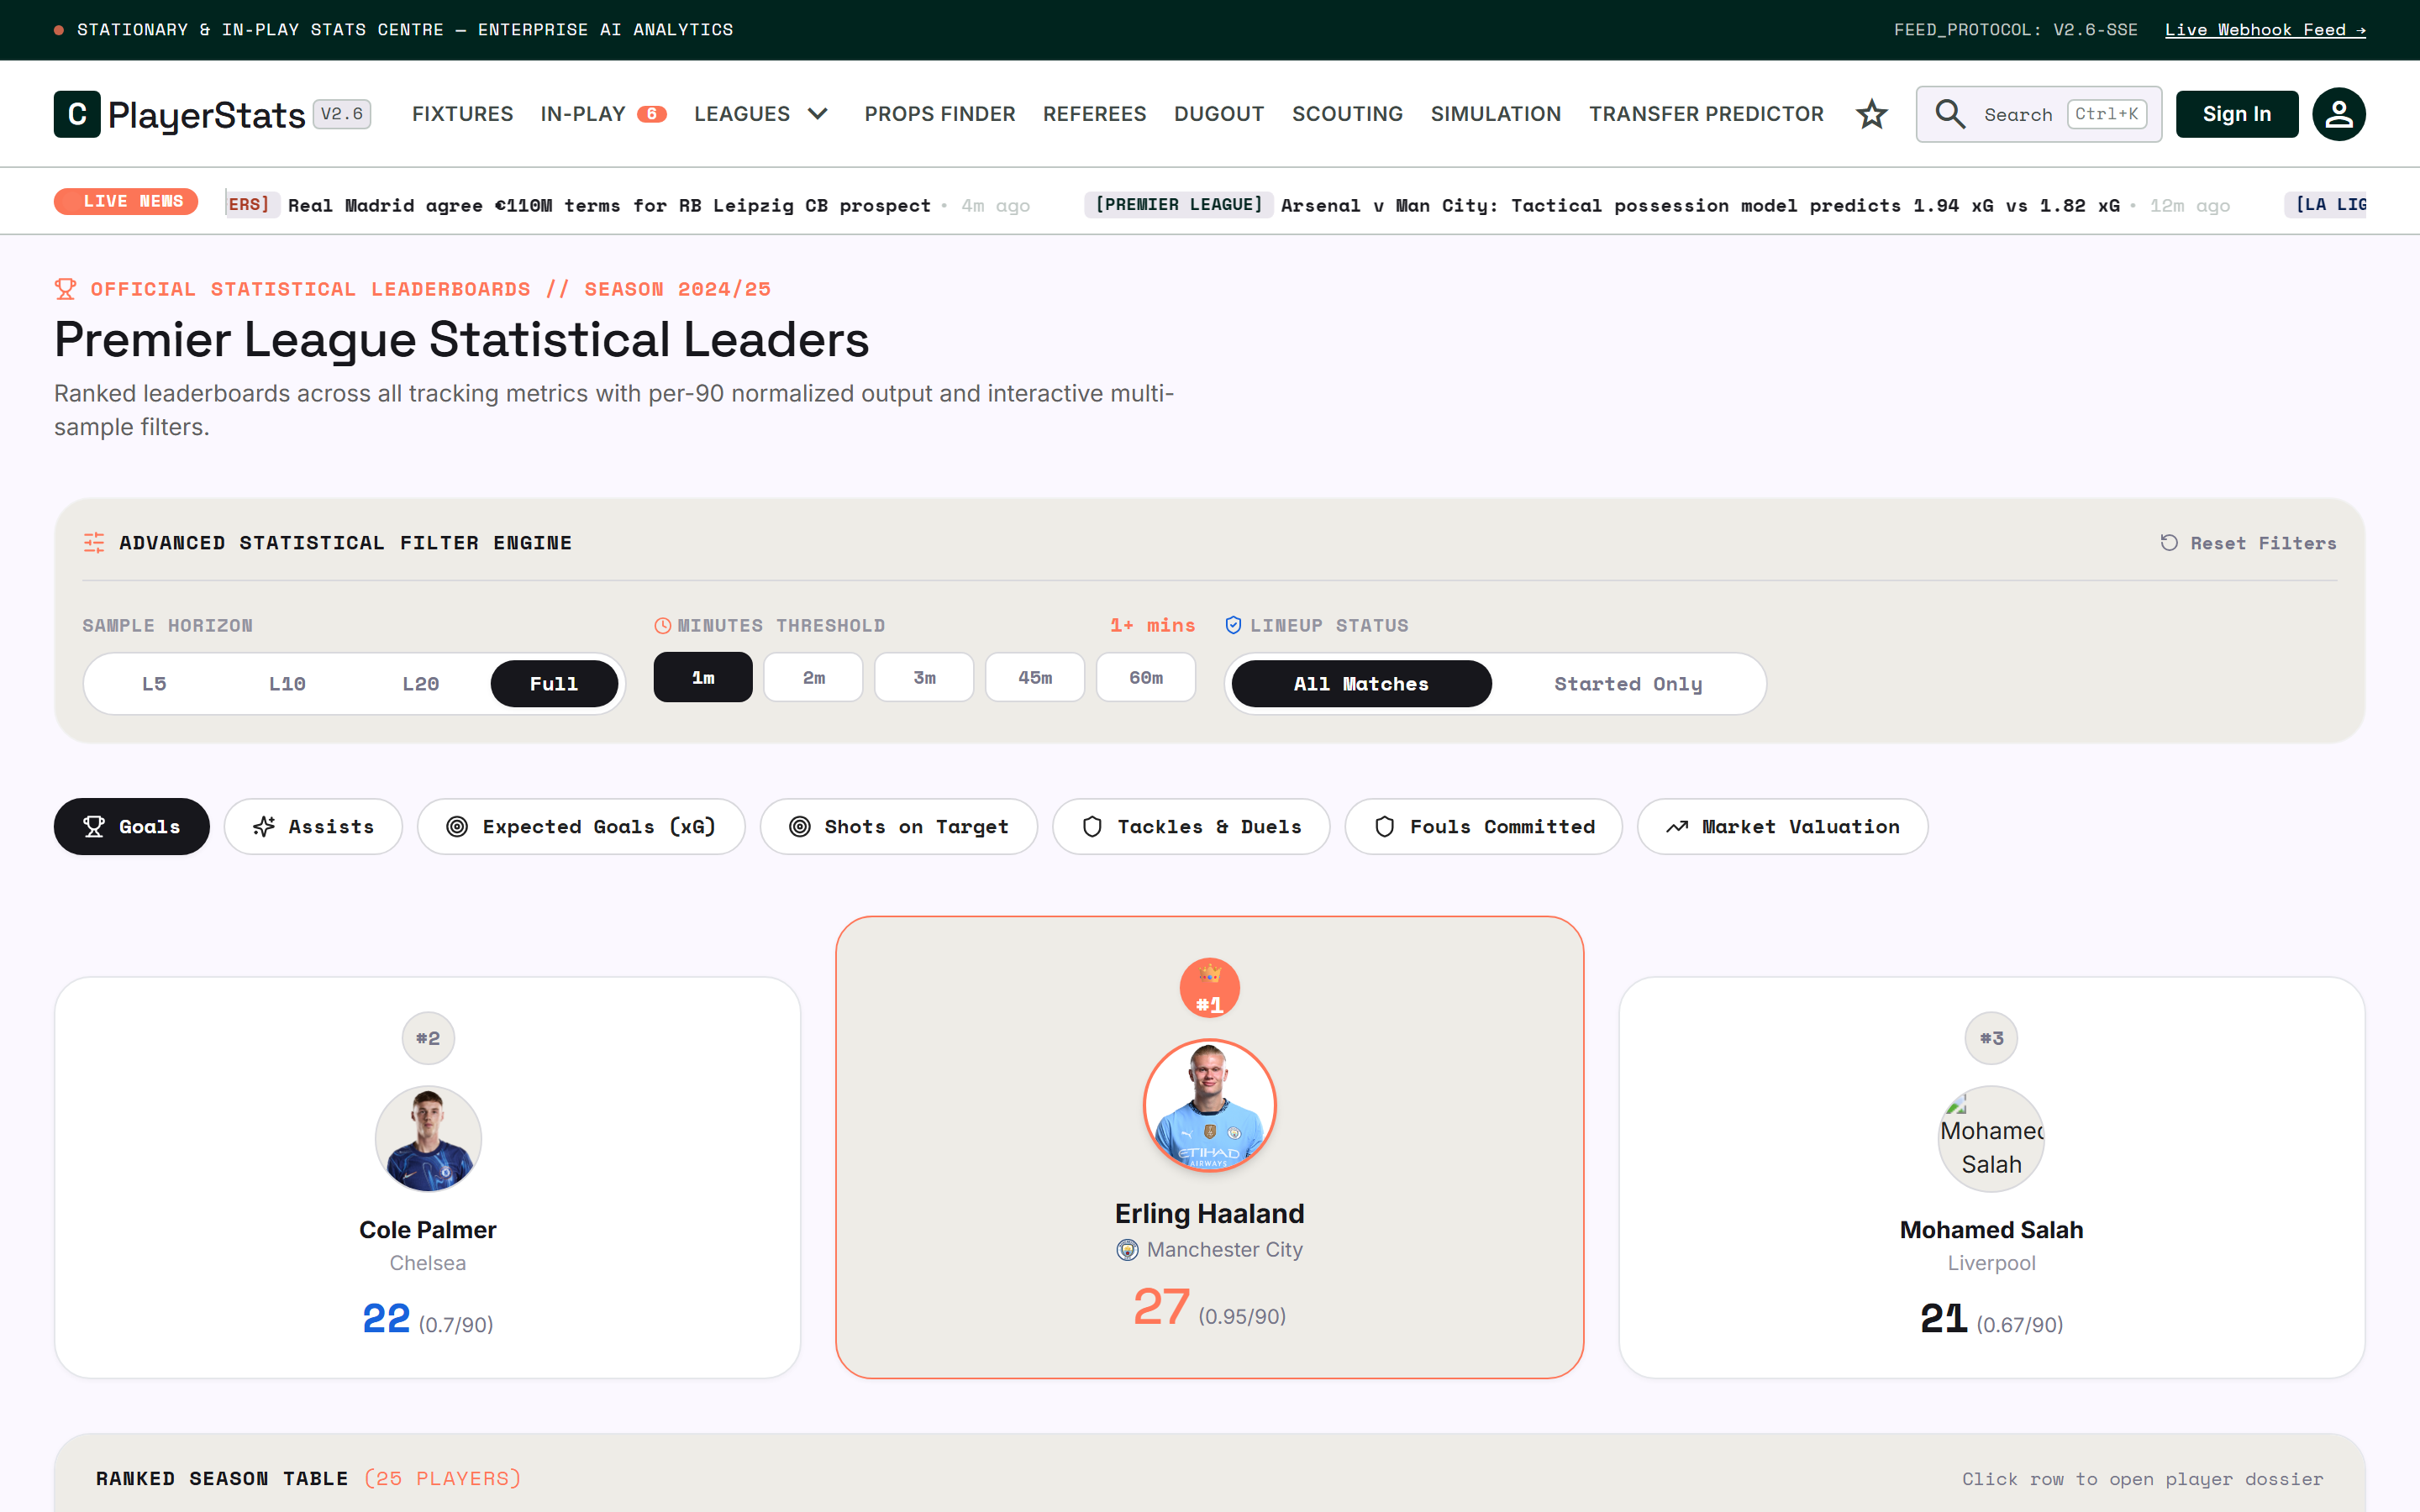 STATIONARY & IN-PLAY STATS CENTRE — ENTERPRISE AI ANALYTICS
FEED_PROTOCOL: V2.6-SSE Live Webhook Feed →
C PlayerStats V2.6 FIXTURES IN-PLAY 6 LEAGUES PROPS FINDER REFEREES DUGOUT SCOUTING SIMULATION TRANSFER PREDICTOR Search Ctrl+K Sign In
LIVE NEWS ERS] Real Madrid agree €110M terms for RB Leipzig CB prospect • 4m ago [PREMIER LEAGUE] Arsenal v Man City: Tactical possession model predicts 1.94 xG vs 1.82 xG • 12m ago [LA LIG
OFFICIAL STATISTICAL LEADERBOARDS // SEASON 2024/25
Premier League Statistical Leaders
Ranked leaderboards across all tracking metrics with per-90 normalized output and interactive multi-
sample filters.
ADVANCED STATISTICAL FILTER ENGINE
Reset Filters
SAMPLE HORIZON
L5 L10 L20 Full
MINUTES THRESHOLD 1+ mins
1m 2m 3m 45m 60m
LINEUP STATUS
All Matches Started Only
Goals Assists Expected Goals (xG) Shots on Target Tackles & Duels Fouls Committed Market Valuation
#2
Cole Palmer
Chelsea
22 (0.7/90)
#1
ETIHAD
AIRWAYS
Erling Haaland
Manchester City
27 (0.95/90)
#3
Mohamed
Salah
Mohamed Salah
Liverpool
21 (0.67/90)
RANKED SEASON TABLE (25 PLAYERS)
Click row to open player dossier